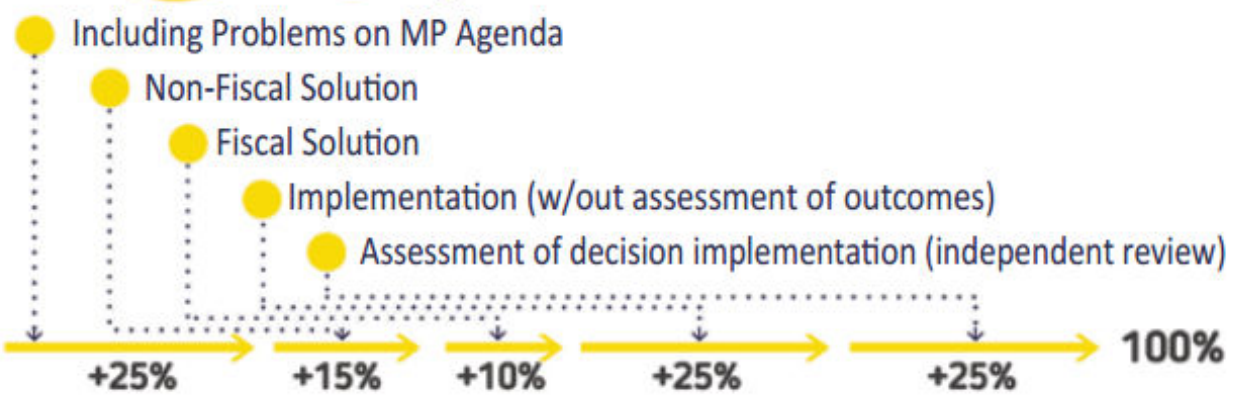 Including Problems on MP Agenda
Non-Fiscal Solution
Fiscal Solution
Implementation (w/out assessment of outcomes)
Assessment of decision implementation (independent review)
100%
+25% +15% +10% +25% +25%